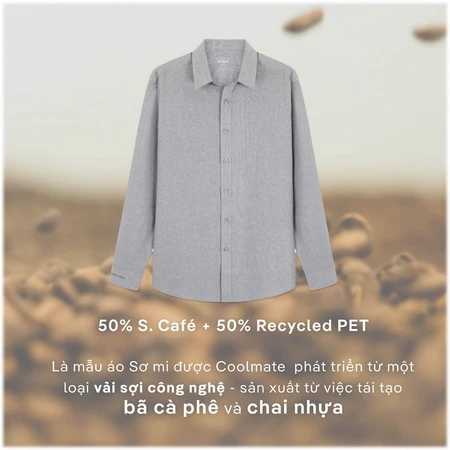 50% S. Café + 50% Recycled PET
Là mẫu áo Sơ mi được Coolmate phát triển từ một
loại vải sợi công nghệ - sản xuất từ việc tái tạo
bã cà phê và chai nhựa